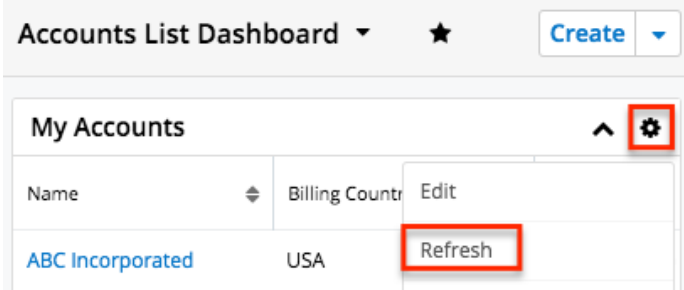 Accounts List Dashboard
Create
My Accounts
Name
Billing Countr
Edit
ABC Incorporated
USA
Refresh